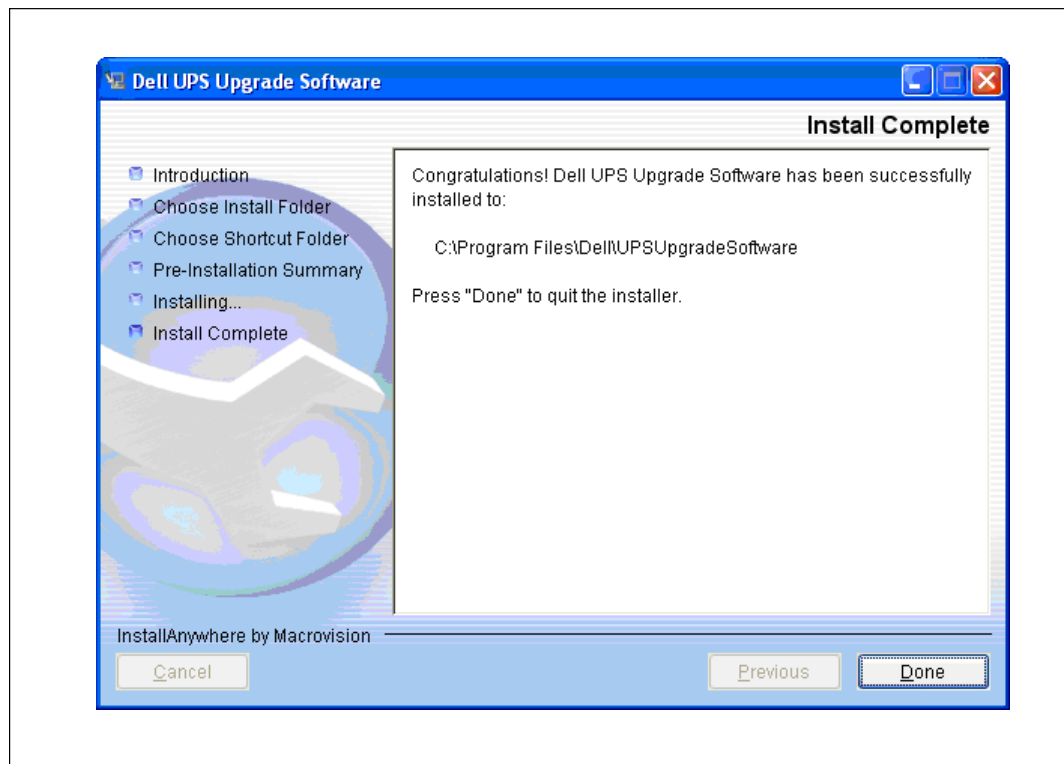 Dell UPS Upgrade Software
Install Complete
Introduction
Choose Install Folder
Choose Shortcut Folder
Pre-Installation Summary
Installing...
Install Complete
Congratulations! Dell UPS Upgrade Software has been successfully
installed to:
C:\Program Files\Dell\UPSUpgradeSoftware
Press "Done" to quit the installer.
InstallAnywhere by Macrovision
Cancel
Previous
Done